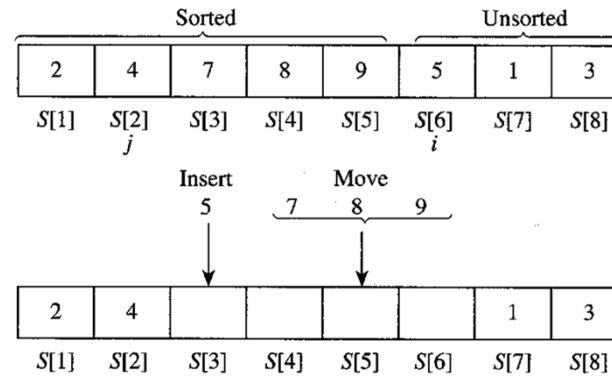 Sorted Unsorted
2 4 7 8 9 5 1 3
S[1] S[2] S[3] S[4] S[5] S[6] S[7] S[8]
j i
Insert Move
5 7 8 9
2 4 1 3
S[1] S[2] S[3] S[4] S[5] S[6] S[7] S[8]